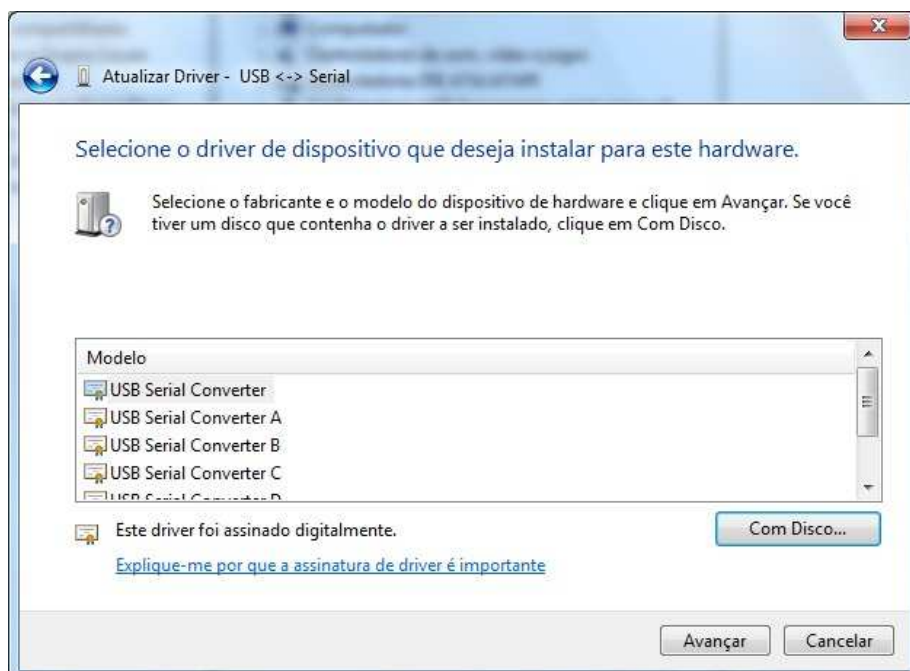 Atualizar Driver - USB <-> Serial
Selecione o driver de dispositivo que deseja instalar para este hardware.
Selecione o fabricante e o modelo do dispositivo de hardware e clique em Avançar. Se você
tiver um disco que contenha o driver a ser instalado, clique em Com Disco.
Modelo
USB Serial Converter
USB Serial Converter A
USB Serial Converter B
USB Serial Converter C
USB Serial Converter D
Este driver foi assinado digitalmente.
Com Disco...
Explique-me por que a assinatura de driver é importante
Avançar
Cancelar